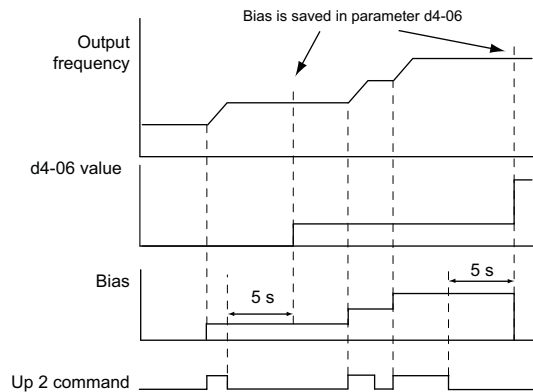 Bias is saved in parameter d4-06
Output
frequency
d4-06 value
Bias
5 s
5 s
Up 2 command